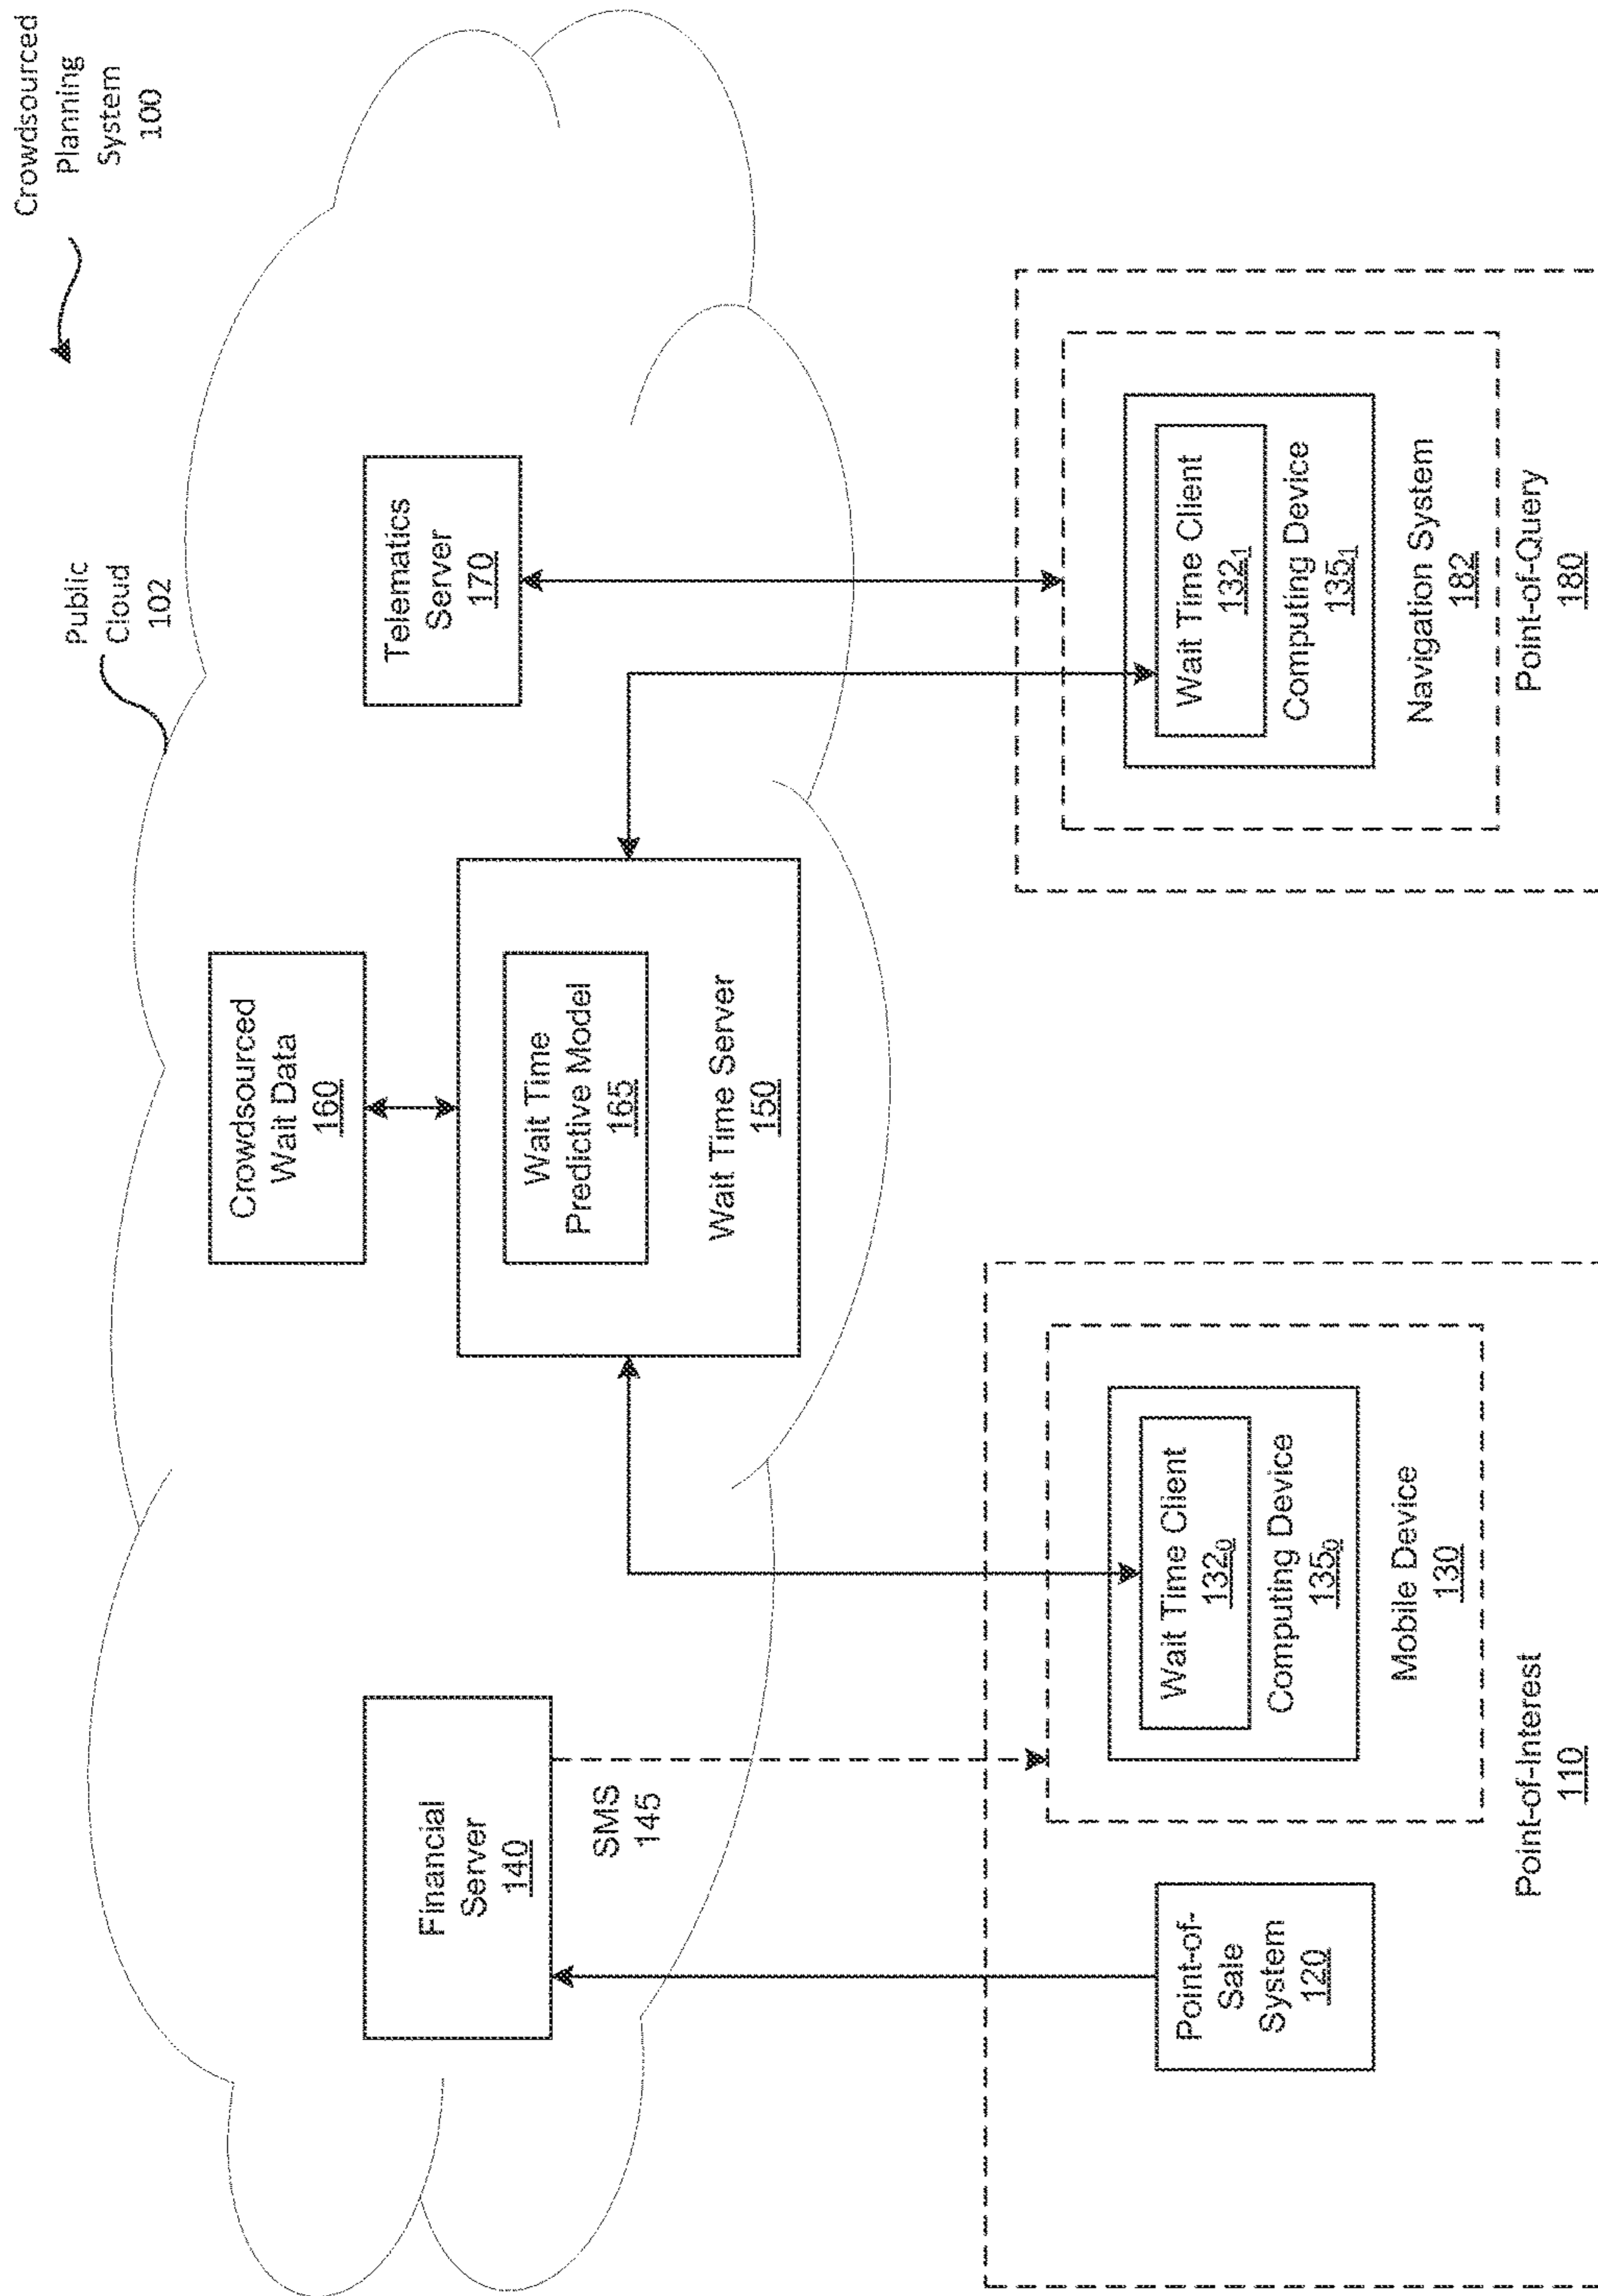 Crowdsourced
Planning
System
100
Public
Cloud
102
Crowdsourced
Wait Data
160
Financial
Server
140
SMS
145
Wait Time
Predictive Model
165
Wait Time Server
150
Telematics
Server
170
Point-of-
Sale
System
120
Wait Time Client
132₀
Computing Device
135₀
Mobile Device
130
Point-of-Interest
110
Wait Time Client
132₁
Computing Device
135₁
Navigation System
182
Point-of-Query
180